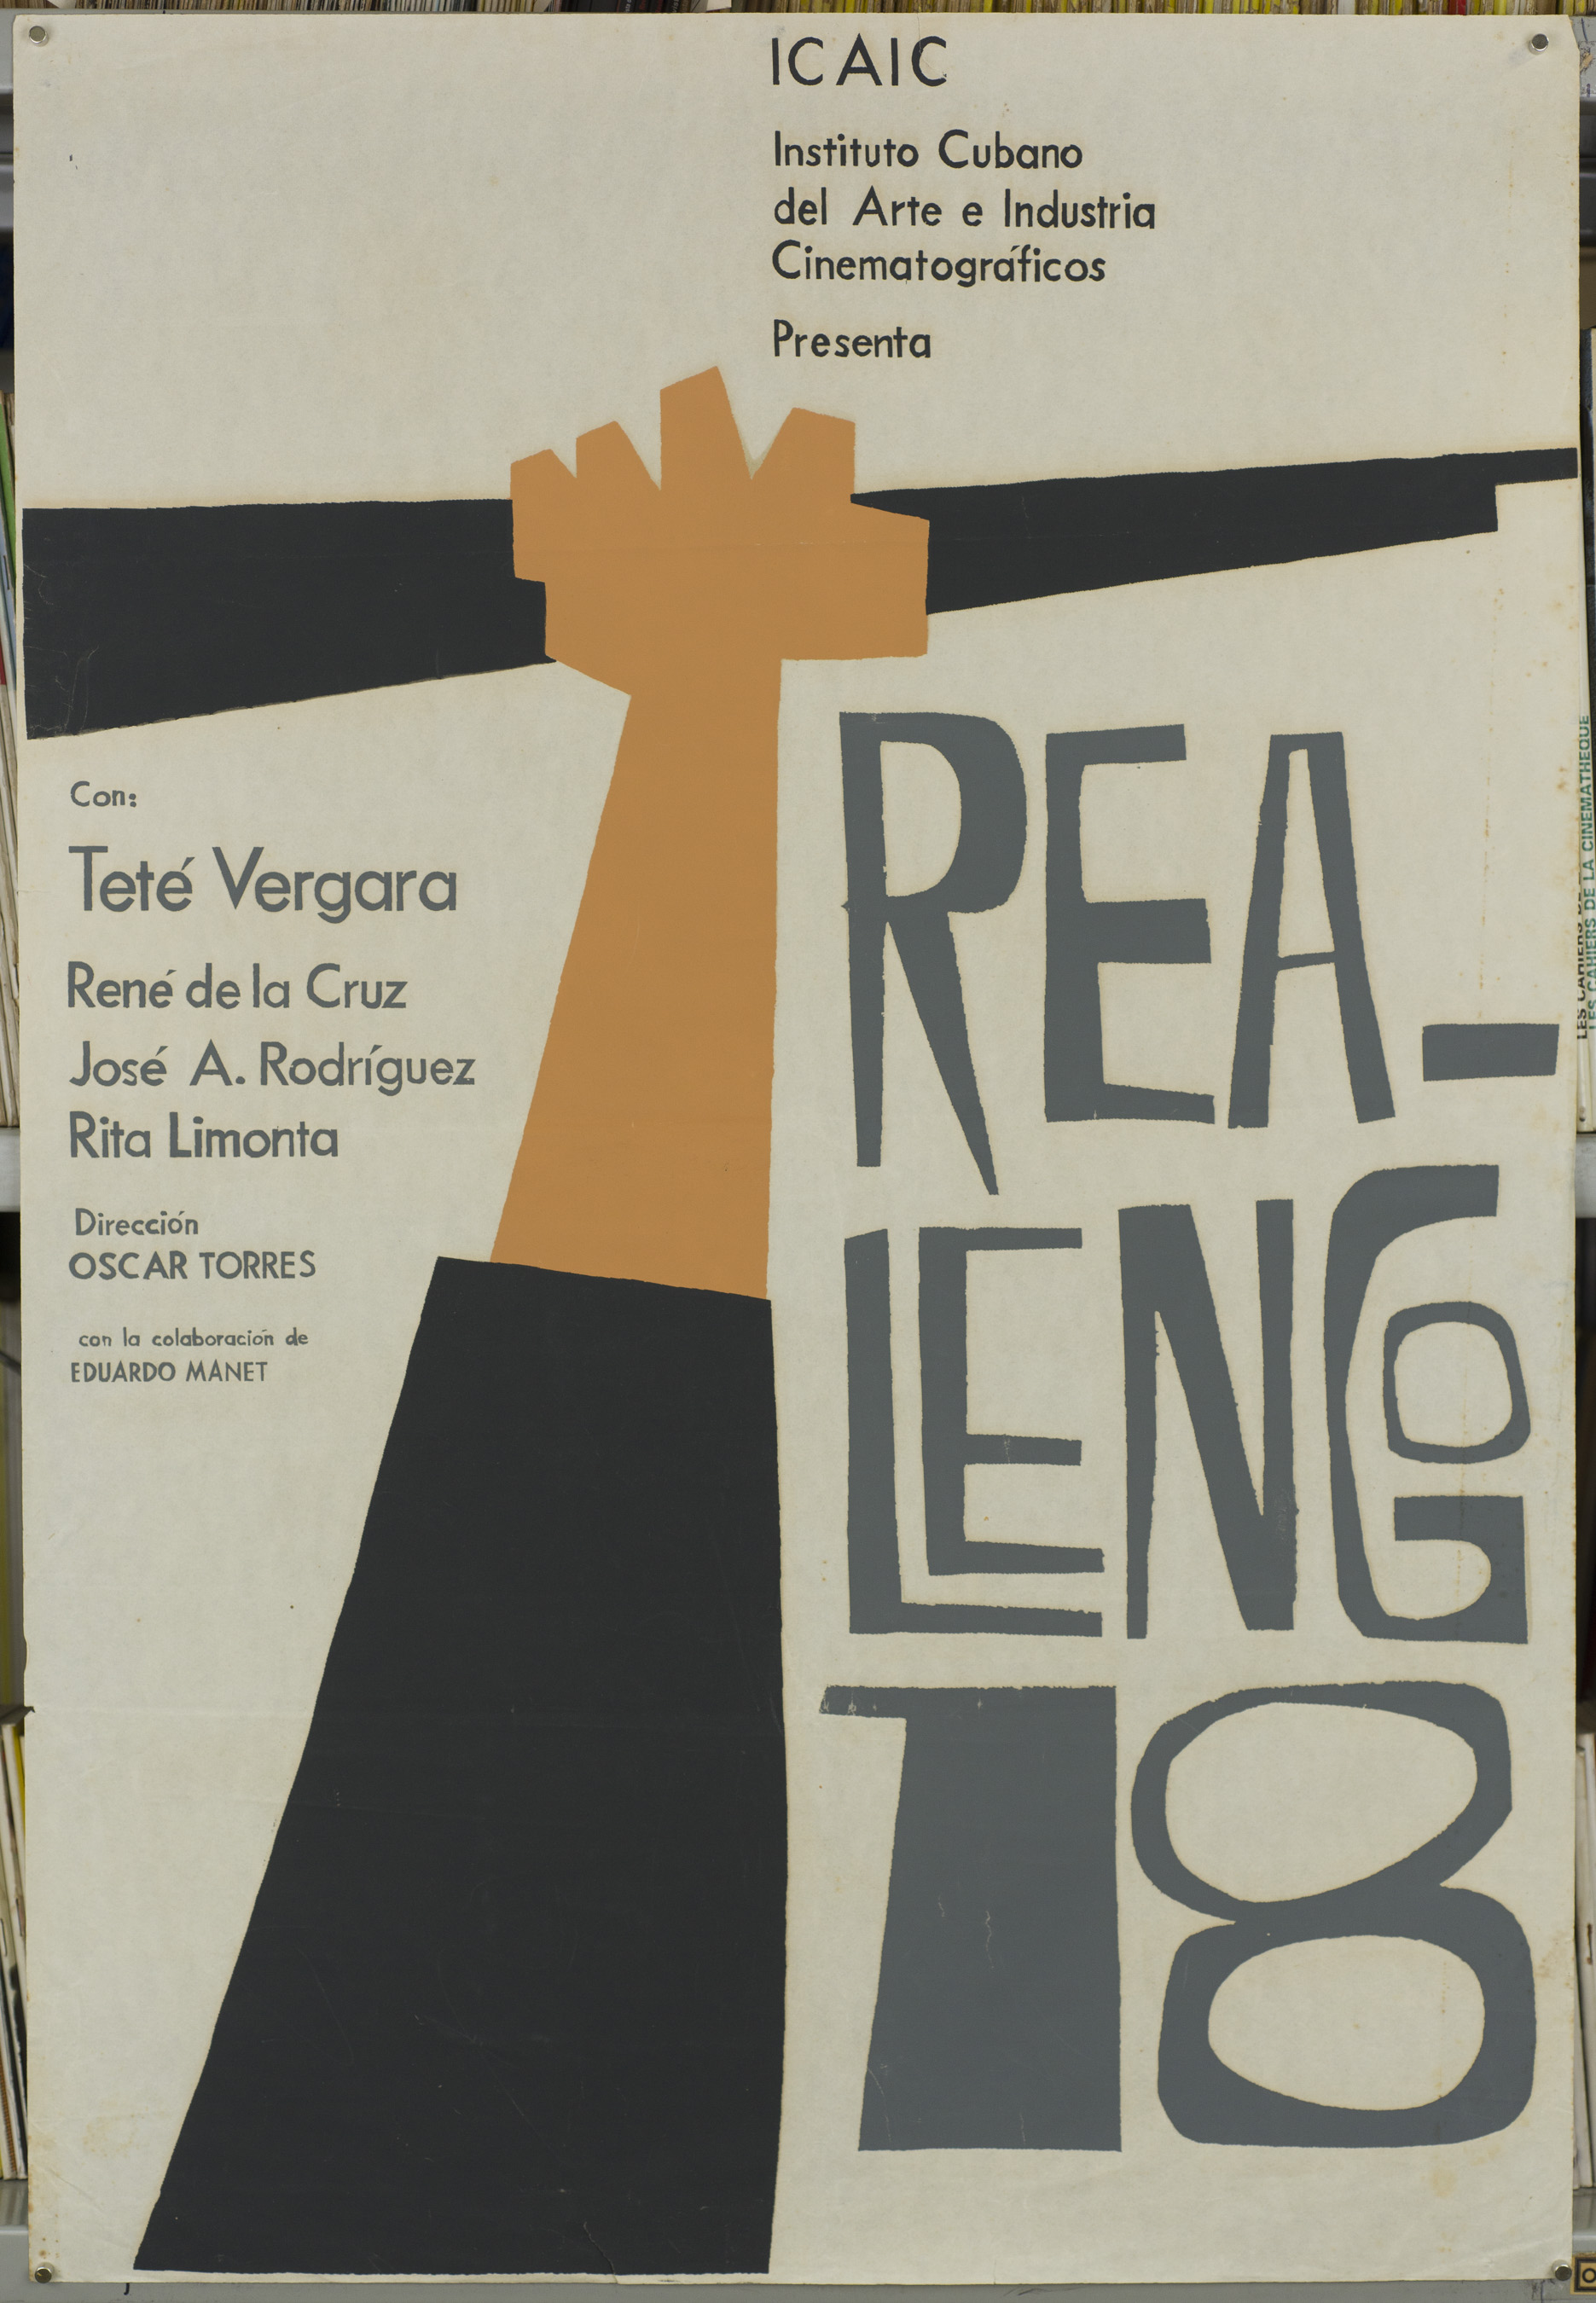 ICAIC
Instituto Cubano
del Arte e Industria
Cinematográficos
Presenta
Con:
Teté Vergara
René de la Cruz
José A. Rodríguez
Rita Limonta
Dirección
OSCAR TORRES
con la colaboración de
EDUARDO MANET
REA-
LENGO
18
LES CAHIERS DE LA CINEMATHEQUE